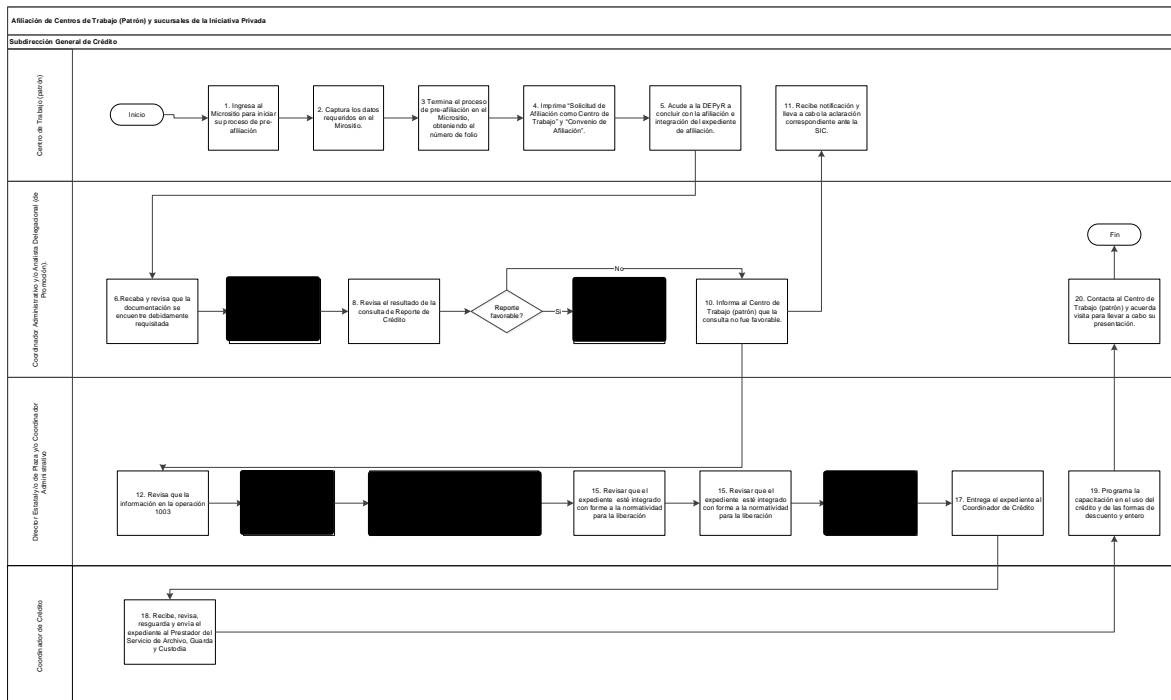 Afiliación de Centros de Trabajo (Patrón) y sucursales de la Iniciativa Privada
Subdirección General de Crédito
Centro de Trabajo (patrón)
Inicio
1. Ingresa al
Micrositio para iniciar
su proceso de pre-
afiliación
2. Captura los datos
requeridos en el
Mirositio.
3 Termina el proceso
de pre-afiliación en el
Micrositio,
obteniendo el
número de folio
4. Imprime “Solicitud de
Afiliación como Centro de
Trabajo” y “Convenio de
Afiliación”.
5. Acude a la DEPyR a
concluir con la afiliación e
integración del expediente
de afiliación.
11. Recibe notificación y
lleva a cabo la aclaración
correspondiente ante la
SIC.
Coordinador Administrativo y/o Analista Delegacional (de
Promoción).
6.Recaba y revisa que la
documentación se
encuentre debidamente
requisitada
8. Revisa el resultado de la
consulta de Reporte de
Crédito
Reporte
favorable?
No
Si
10. Informa al Centro de
Trabajo (patrón) que la
consulta no fue favorable.
Fin
20. Contacta al Centro de
Trabajo (patrón) y acuerda
visita para llevar a cabo su
presentación.
Director Estatal y/o de Plaza y/o Coordinador
Administrativo
12. Revisa que la
información en la operación
1003
15. Revisar que el
expediente esté integrado
con forme a la normatividad
para la liberación
15. Revisar que el
expediente esté integrado
con forme a la normatividad
para la liberación
17. Entrega el expediente al
Coordinador de Crédito
19. Programa la
capacitación en el uso del
crédito y de las formas de
descuento y entero
Coordinador de Crédito
18. Recibe, revisa,
resguarda y envía el
expediente al Prestador del
Servicio de Archivo, Guarda
y Custodia